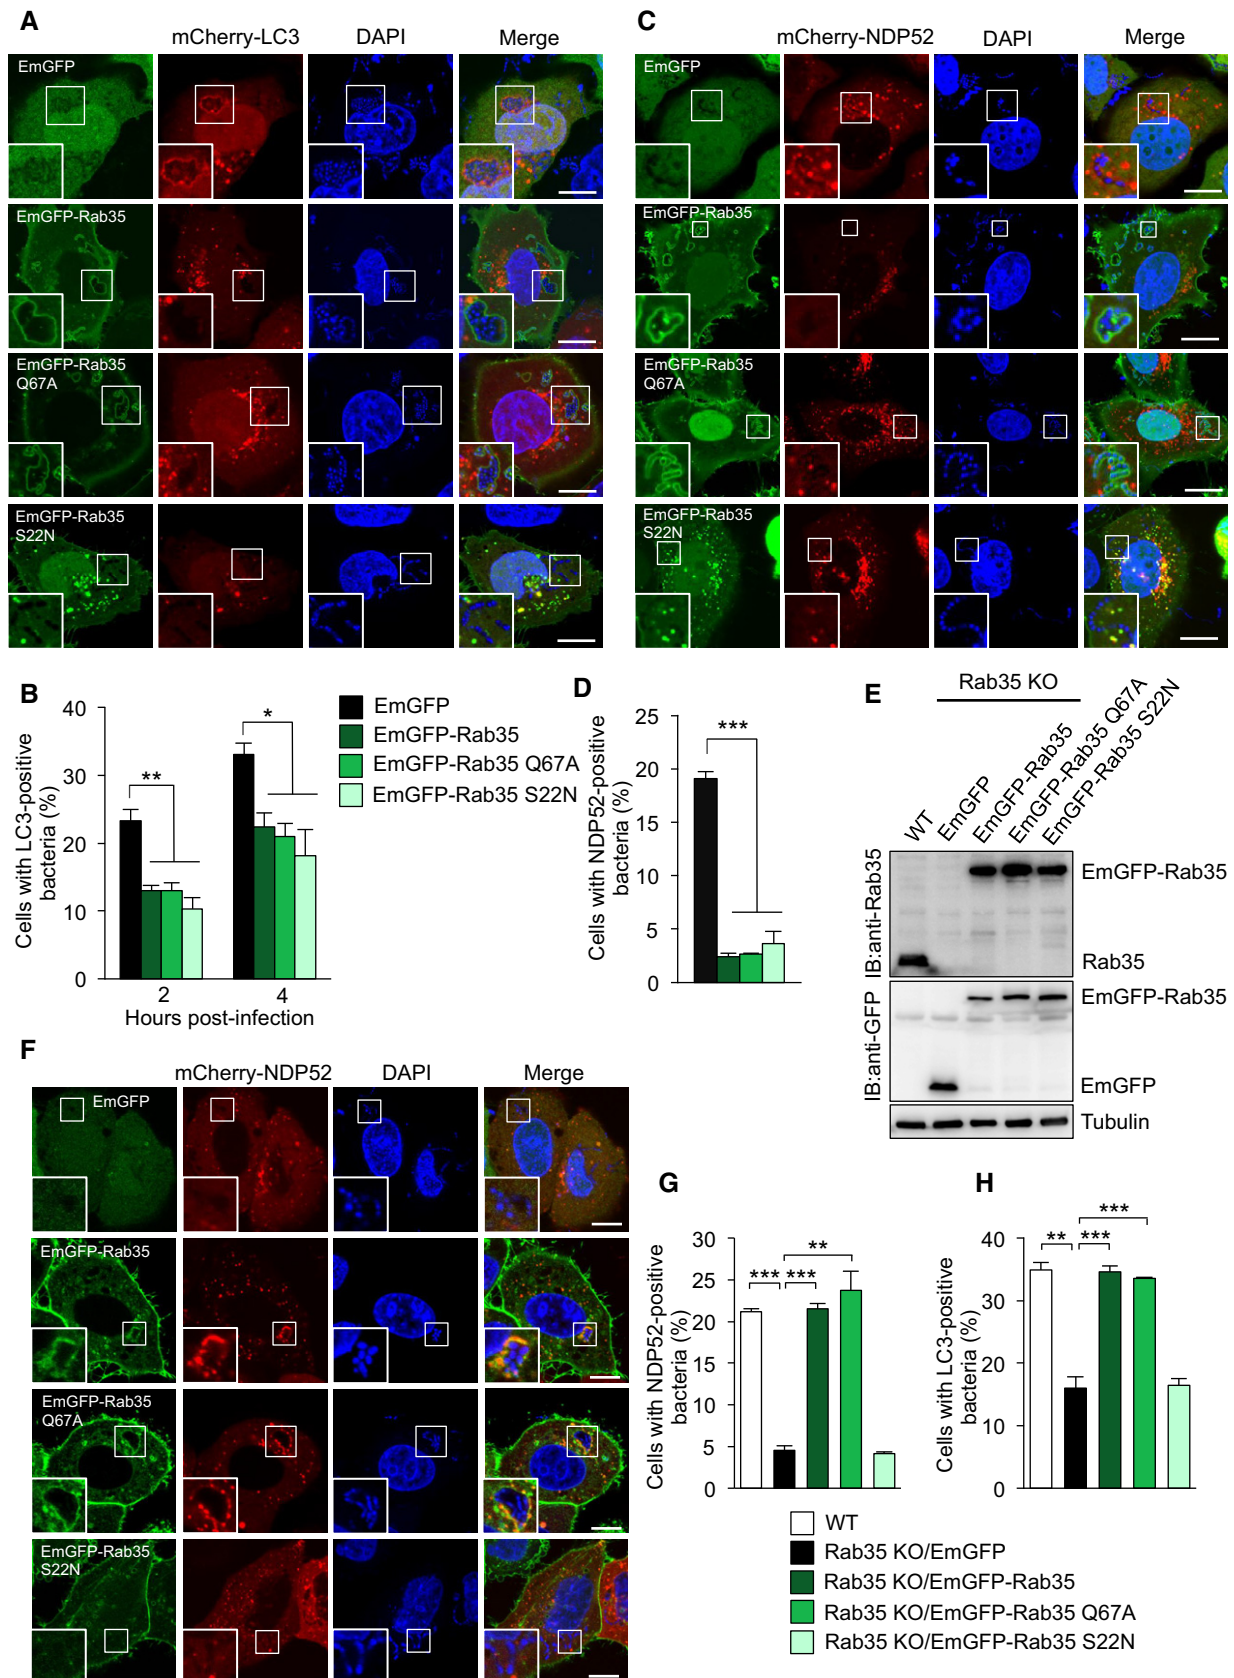 A
mCherry-LC3 DAPI Merge
EmGFP
EmGFP-Rab35
EmGFP-Rab35
Q67A
EmGFP-Rab35
S22N
C
mCherry-NDP52 DAPI Merge
EmGFP
EmGFP-Rab35
EmGFP-Rab35
Q67A
EmGFP-Rab35
S22N
B
Cells with LC3-positive
bacteria (%)
40
30
20
10
0
**
*
2 4
Hours post-infection
EmGFP
EmGFP-Rab35
EmGFP-Rab35 Q67A
EmGFP-Rab35 S22N
D
Cells with NDP52-positive
bacteria (%)
25
20
15
10
5
0
***
E
Rab35 KO
WT
EmGFP
EmGFP-Rab35
EmGFP-Rab35 Q67A
EmGFP-Rab35 S22N
IB:anti-Rab35
EmGFP-Rab35
Rab35
IB:anti-GFP
EmGFP-Rab35
EmGFP
Tubulin
F
mCherry-NDP52 DAPI Merge
EmGFP
EmGFP-Rab35
EmGFP-Rab35
Q67A
EmGFP-Rab35
S22N
G
Cells with NDP52-positive
bacteria (%)
30
25
20
15
10
5
0
**
*** ***
H
Cells with LC3-positive
bacteria (%)
40
30
20
10
0
***
** ***
WT
Rab35 KO/EmGFP
Rab35 KO/EmGFP-Rab35
Rab35 KO/EmGFP-Rab35 Q67A
Rab35 KO/EmGFP-Rab35 S22N